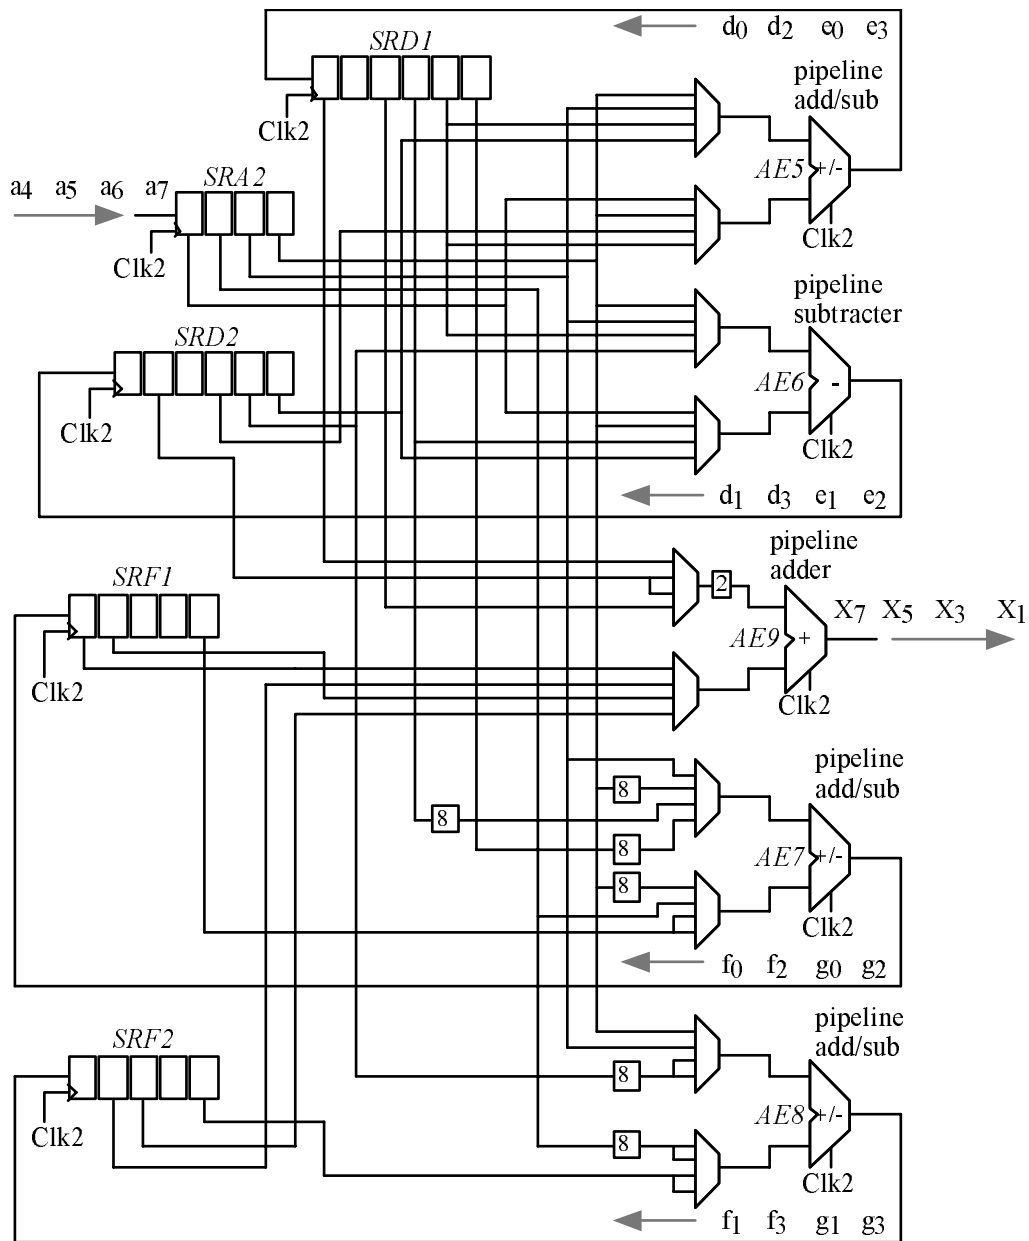 d0 d2 e0 e3
SRD1
pipeline
add/sub
Clk2
AE5 +/-
a4 a5 a6 a7
SRA2
Clk2
Clk2
pipeline
subtracter
SRD2
AE6 -
Clk2
Clk2
d1 d3 e1 e2
pipeline
adder
SRF1
2
X7 X5 X3 X1
AE9 +
Clk2
Clk2
pipeline
add/sub
8
8
8
AE7 +/-
8
Clk2
f0 f2 g0 g2
pipeline
add/sub
SRF2
8
AE8 +/-
Clk2
8
Clk2
f1 f3 g1 g3